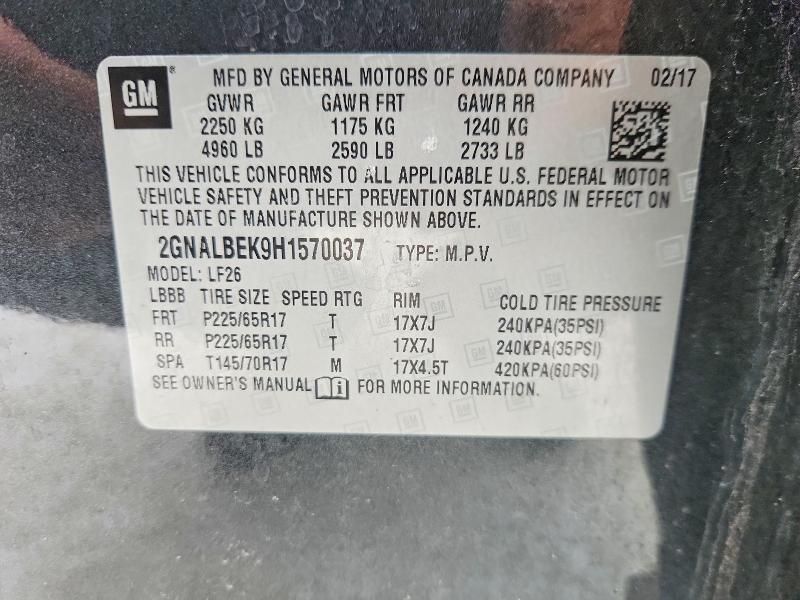 GM ® MFD BY GENERAL MOTORS OF CANADA COMPANY 02/17
GVWR GAWR FRT GAWR RR
2250 KG 1175 KG 1240 KG
4960 LB 2590 LB 2733 LB
THIS VEHICLE CONFORMS TO ALL APPLICABLE U.S. FEDERAL MOTOR
VEHICLE SAFETY AND THEFT PREVENTION STANDARDS IN EFFECT ON
THE DATE OF MANUFACTURE SHOWN ABOVE.
2GNALBEK9H1570037 TYPE: M.P.V.
MODEL: LF26
LBBB TIRE SIZE SPEED RTG RIM COLD TIRE PRESSURE
FRT P225/65R17 T 17X7J 240KPA(35PSI)
RR P225/65R17 T 17X7J 240KPA(35PSI)
SPA T145/70R17 M 17X4.5T 420KPA(60PSI)
SEE OWNER'S MANUAL i FOR MORE INFORMATION.